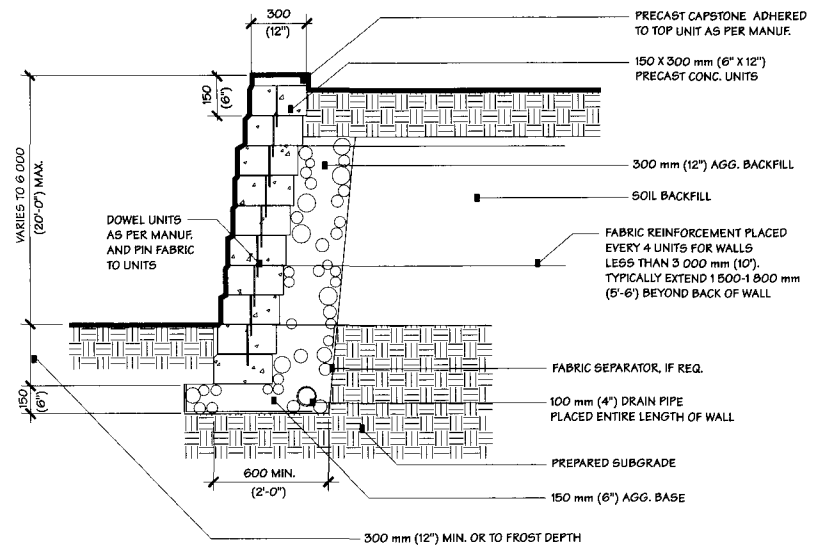 300
(12")
PRECAST CAPSTONE ADHERED
TO TOP UNIT AS PER MANUF.
150 X 300 mm (6" X 12")
PRECAST CONC. UNITS
150
(6")
300 mm (12") AGG. BACKFILL
SOIL BACKFILL
VARIES TO 6 000
(20'-0") MAX.
DOWEL UNITS
AS PER MANUF.
AND PIN FABRIC
TO UNITS
FABRIC REINFORCEMENT PLACED
EVERY 4 UNITS FOR WALLS
LESS THAN 3 000 mm (10').
TYPICALLY EXTEND 1 500-1 800 mm
(5'-6') BEYOND BACK OF WALL
FABRIC SEPARATOR, IF REQ.
150
(6")
100 mm (4") DRAIN PIPE
PLACED ENTIRE LENGTH OF WALL
PREPARED SUBGRADE
600 MIN.
(2'-0")
150 mm (6") AGG. BASE
300 mm (12") MIN. OR TO FROST DEPTH